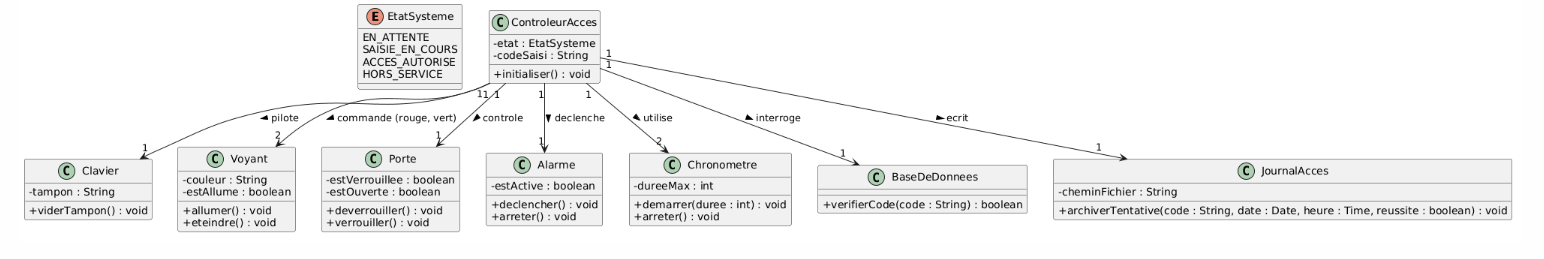 E EtatSysteme
EN_ATTENTE
SAISIE_EN_COURS
ACCES_AUTORISE
HORS_SERVICE
C ControleurAcces
-etat : EtatSysteme
-codeSaisi : String
+initialiser() : void
1
1
1
1
1
1
1
pilote
commande (rouge, vert)
controle
declenche
utilise
interroge
ecrit
1
2
1
1
2
1
1
C Clavier
-tampon : String
+viderTampon() : void
C Voyant
-couleur : String
-estAllume : boolean
+allumer() : void
+eteindre() : void
C Porte
-estVerrouillee : boolean
-estOuverte : boolean
+deverrouiller() : void
+verrouiller() : void
C Alarme
-estActive : boolean
+declencher() : void
+arreter() : void
C Chronometre
-dureeMax : int
+demarrer(duree : int) : void
+arreter() : void
C BaseDeDonnees
+verifierCode(code : String) : boolean
C JournalAcces
-cheminFichier : String
+archiverTentative(code : String, date : Date, heure : Time, reussite : boolean) : void